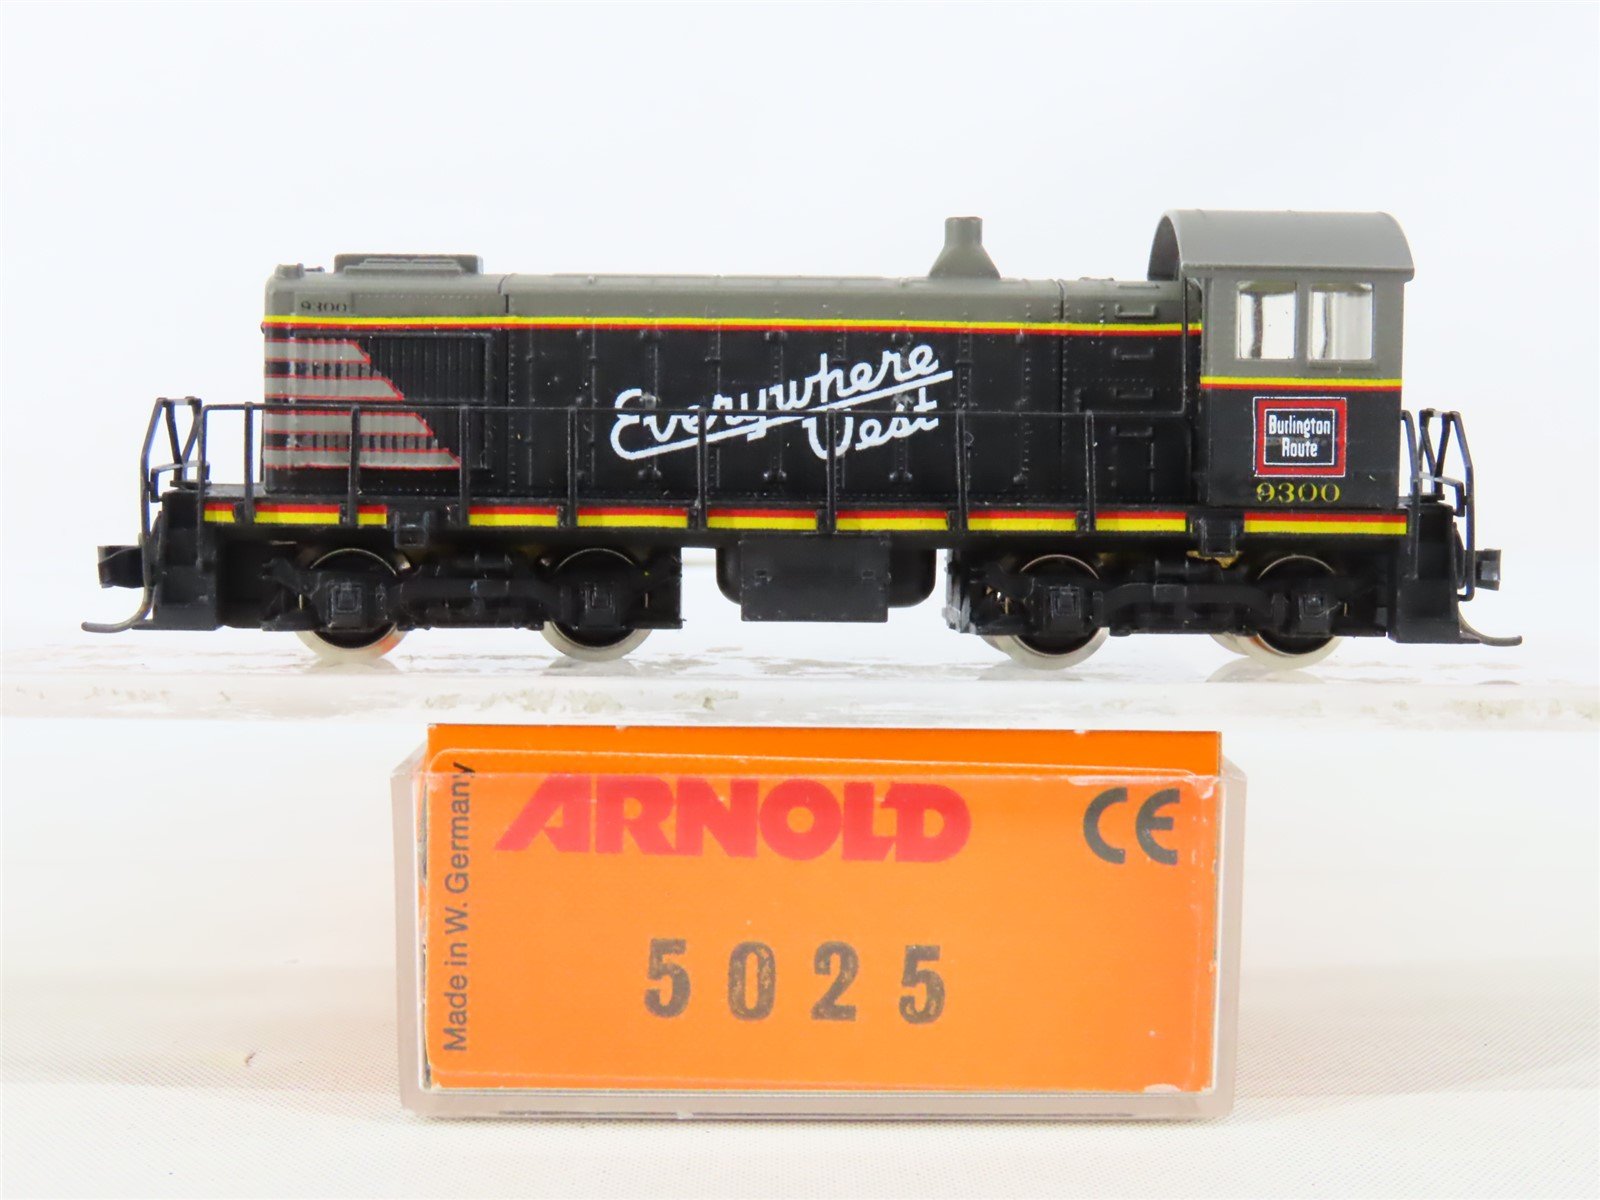 9300
Everywhere
West
Burlington
Route
9300
ARNOLD
CE
Made in W. Germany
5025